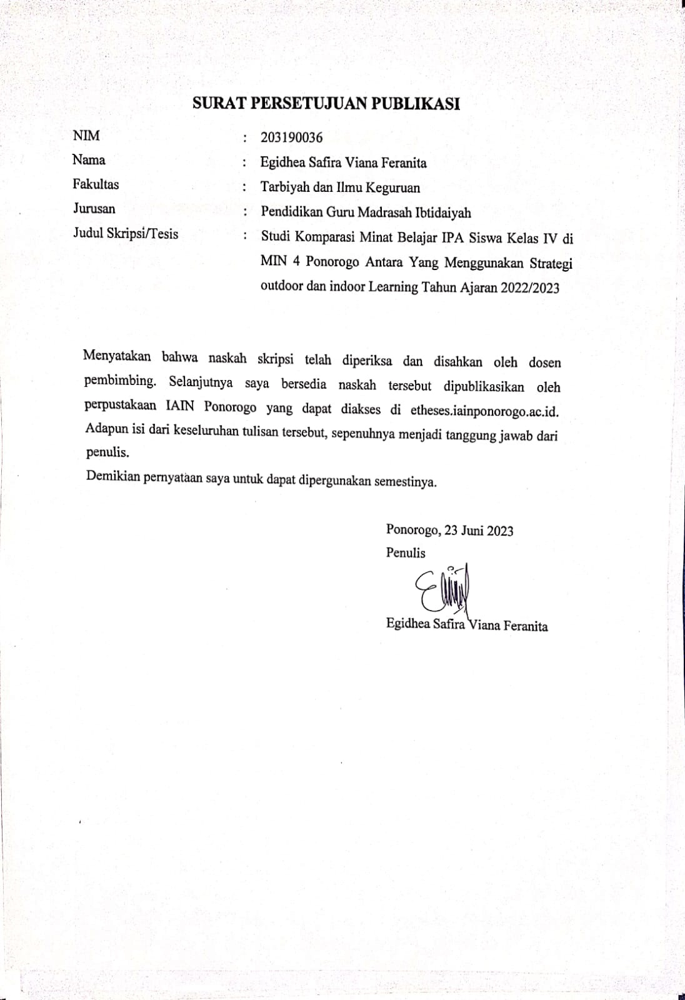 SURAT PERSETUJUAN PUBLIKASI
NIM : 203190036
Nama : Egidhea Safira Viana Feranita
Fakultas : Tarbiyah dan Ilmu Keguruan
Jurusan : Pendidikan Guru Madrasah Ibtidaiyah
Judul Skripsi/Tesis : Studi Komparasi Minat Belajar IPA Siswa Kelas IV di
MIN 4 Ponorogo Antara Yang Menggunakan Strategi
outdoor dan indoor Learning Tahun Ajaran 2022/2023
Menyatakan bahwa naskah skripsi telah diperiksa dan disahkan oleh dosen
pembimbing. Selanjutnya saya bersedia naskah tersebut dipublikasikan oleh
perpustakaan IAIN Ponorogo yang dapat diakses di etheses.iainponorogo.ac.id.
Adapun isi dari keseluruhan tulisan tersebut, sepenuhnya menjadi tanggung jawab dari
penulis.
Demikian pernyataan saya untuk dapat dipergunakan semestinya.
Ponorogo, 23 Juni 2023
Penulis
Egidhea Safira Viana Feranita